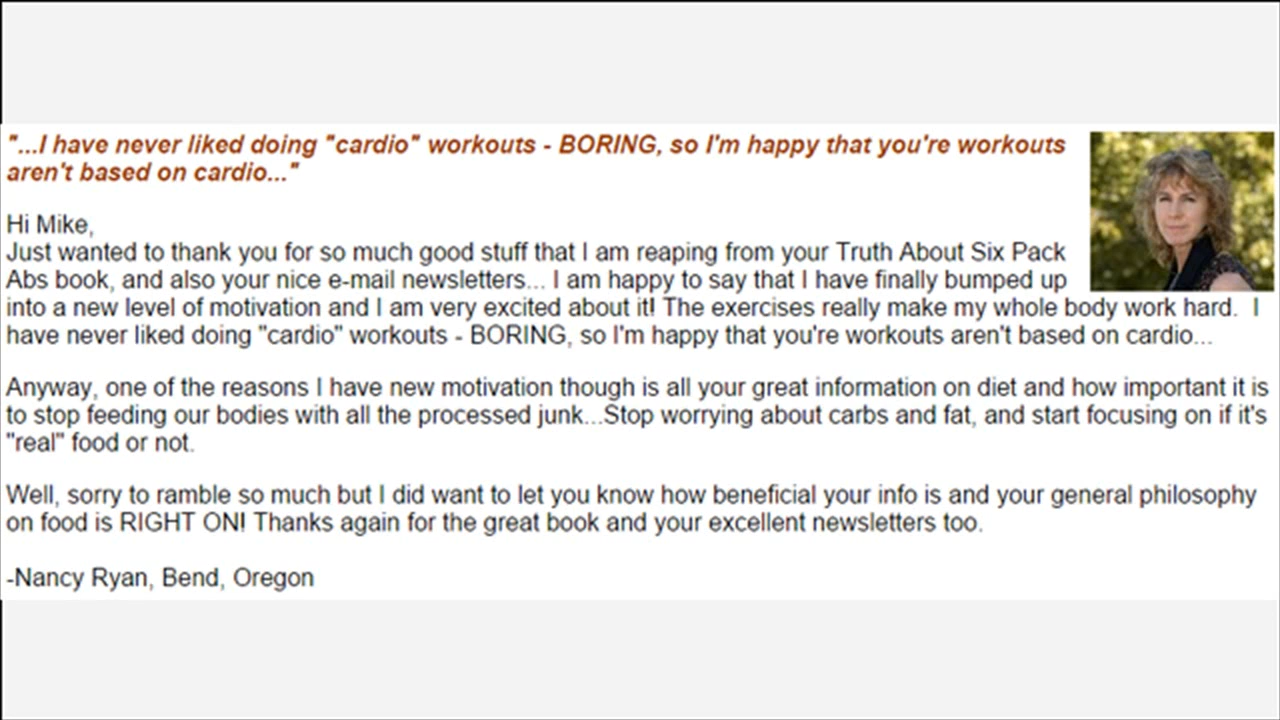 "...I have never liked doing "cardio" workouts - BORING, so I'm happy that you're workouts
aren't based on cardio..."
Hi Mike,
Just wanted to thank you for so much good stuff that I am reaping from your Truth About Six Pack
Abs book, and also your nice e-mail newsletters... I am happy to say that I have finally bumped up
into a new level of motivation and I am very excited about it! The exercises really make my whole body work hard.  I
have never liked doing "cardio" workouts - BORING, so I'm happy that you're workouts aren't based on cardio...
Anyway, one of the reasons I have new motivation though is all your great information on diet and how important it is
to stop feeding our bodies with all the processed junk...Stop worrying about carbs and fat, and start focusing on if it's
"real" food or not.
Well, sorry to ramble so much but I did want to let you know how beneficial your info is and your general philosophy
on food is RIGHT ON! Thanks again for the great book and your excellent newsletters too.
-Nancy Ryan, Bend, Oregon